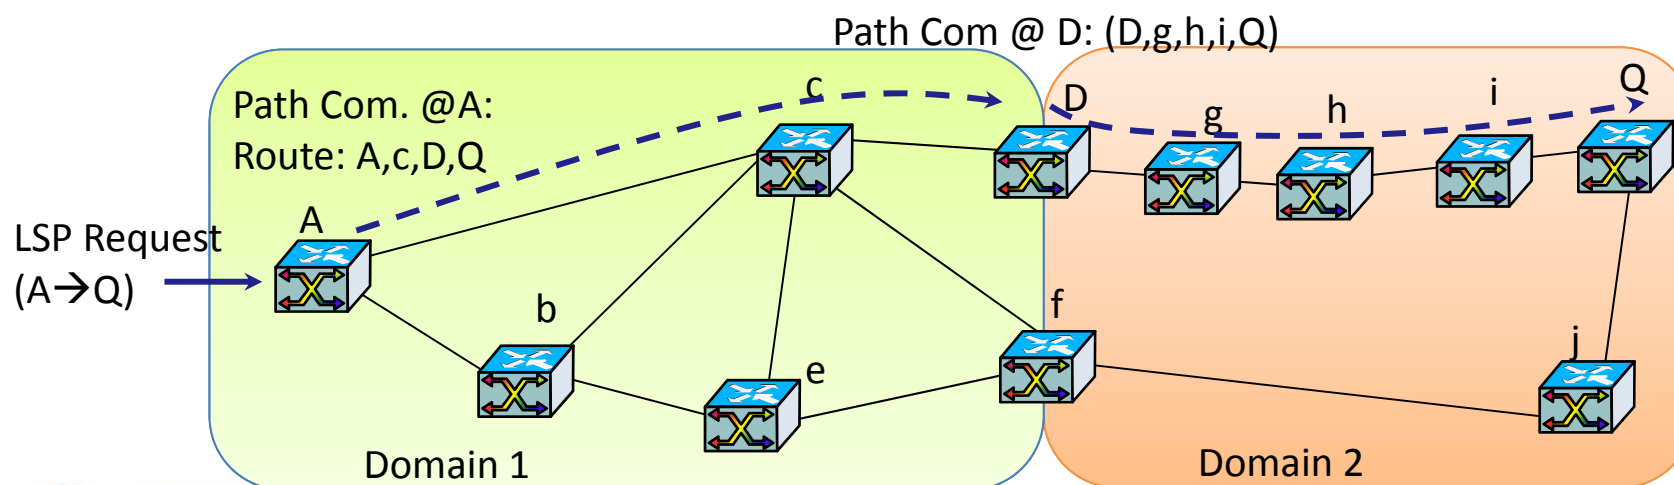 Path Com @ D: (D,g,h,i,Q)
Path Com. @A:
Route: A,c,D,Q
c
D
g
h
i
Q
A
LSP Request
(A→Q)
b
f
e
j
Domain 1
Domain 2